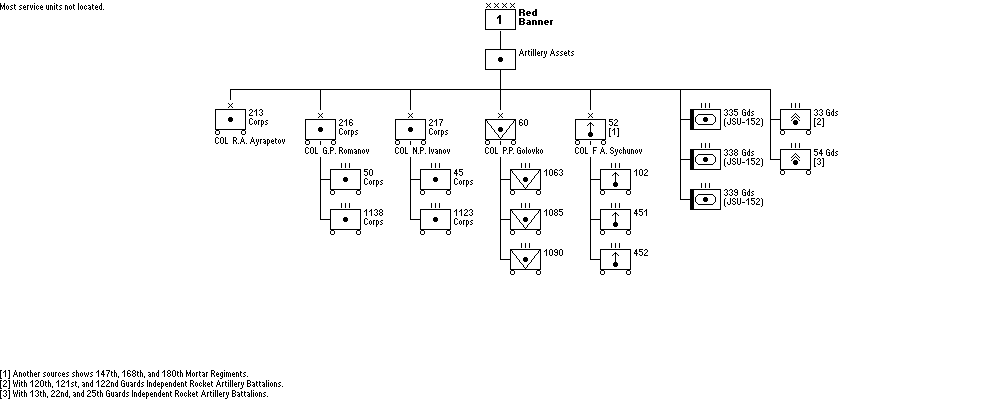 Most service units not located.
XXXX
1
Red
Banner
Artillery Assets
X
213
Corps
COL R.A. Ayrapetov
X
216
Corps
COL G.P. Romanov
X
217
Corps
COL N.P. Ivanov
X
60
COL P.P. Golovko
X
52
[1]
COL F.A. Sychunov
III
335 Gds
(JSU-152)
III
33 Gds
[2]
III
338 Gds
(JSU-152)
III
54 Gds
[3]
III
339 Gds
(JSU-152)
III
50
Corps
III
45
Corps
III
1063
III
102
III
1138
Corps
III
1123
Corps
III
1085
III
451
III
1090
III
452
[1] Another sources shows 147th, 168th, and 180th Mortar Regiments.
[2] With 120th, 121st, and 122nd Guards Independent Rocket Artillery Battalions.
[3] With 13th, 22nd, and 25th Guards Independent Rocket Artillery Battalions.